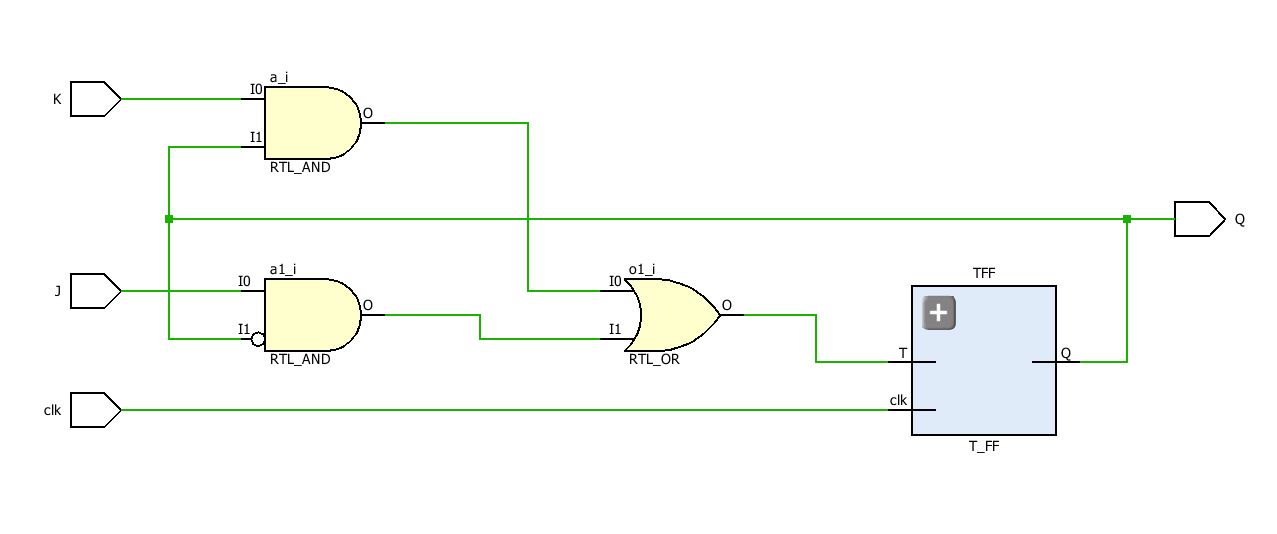 a_i
K
I0
I1
O
RTL_AND
Q
a1_i
J
I0
I1
O
RTL_AND
o1_i
I0
I1
O
RTL_OR
TFF
T
Q
clk
clk
T_FF